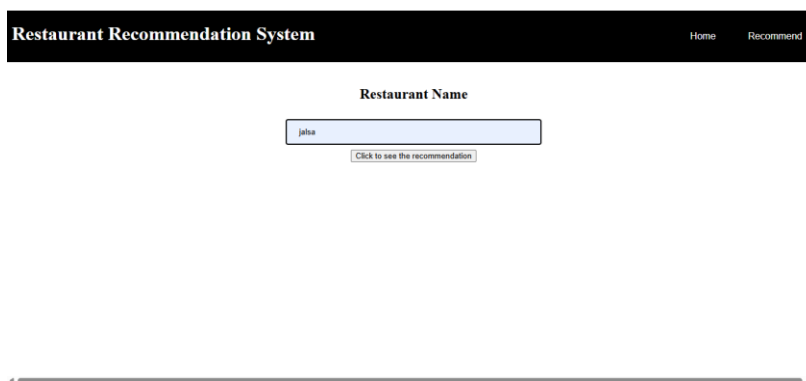 Restaurant Recommendation System
Home Recommend
Restaurant Name
jalsa
Click to see the recommendation